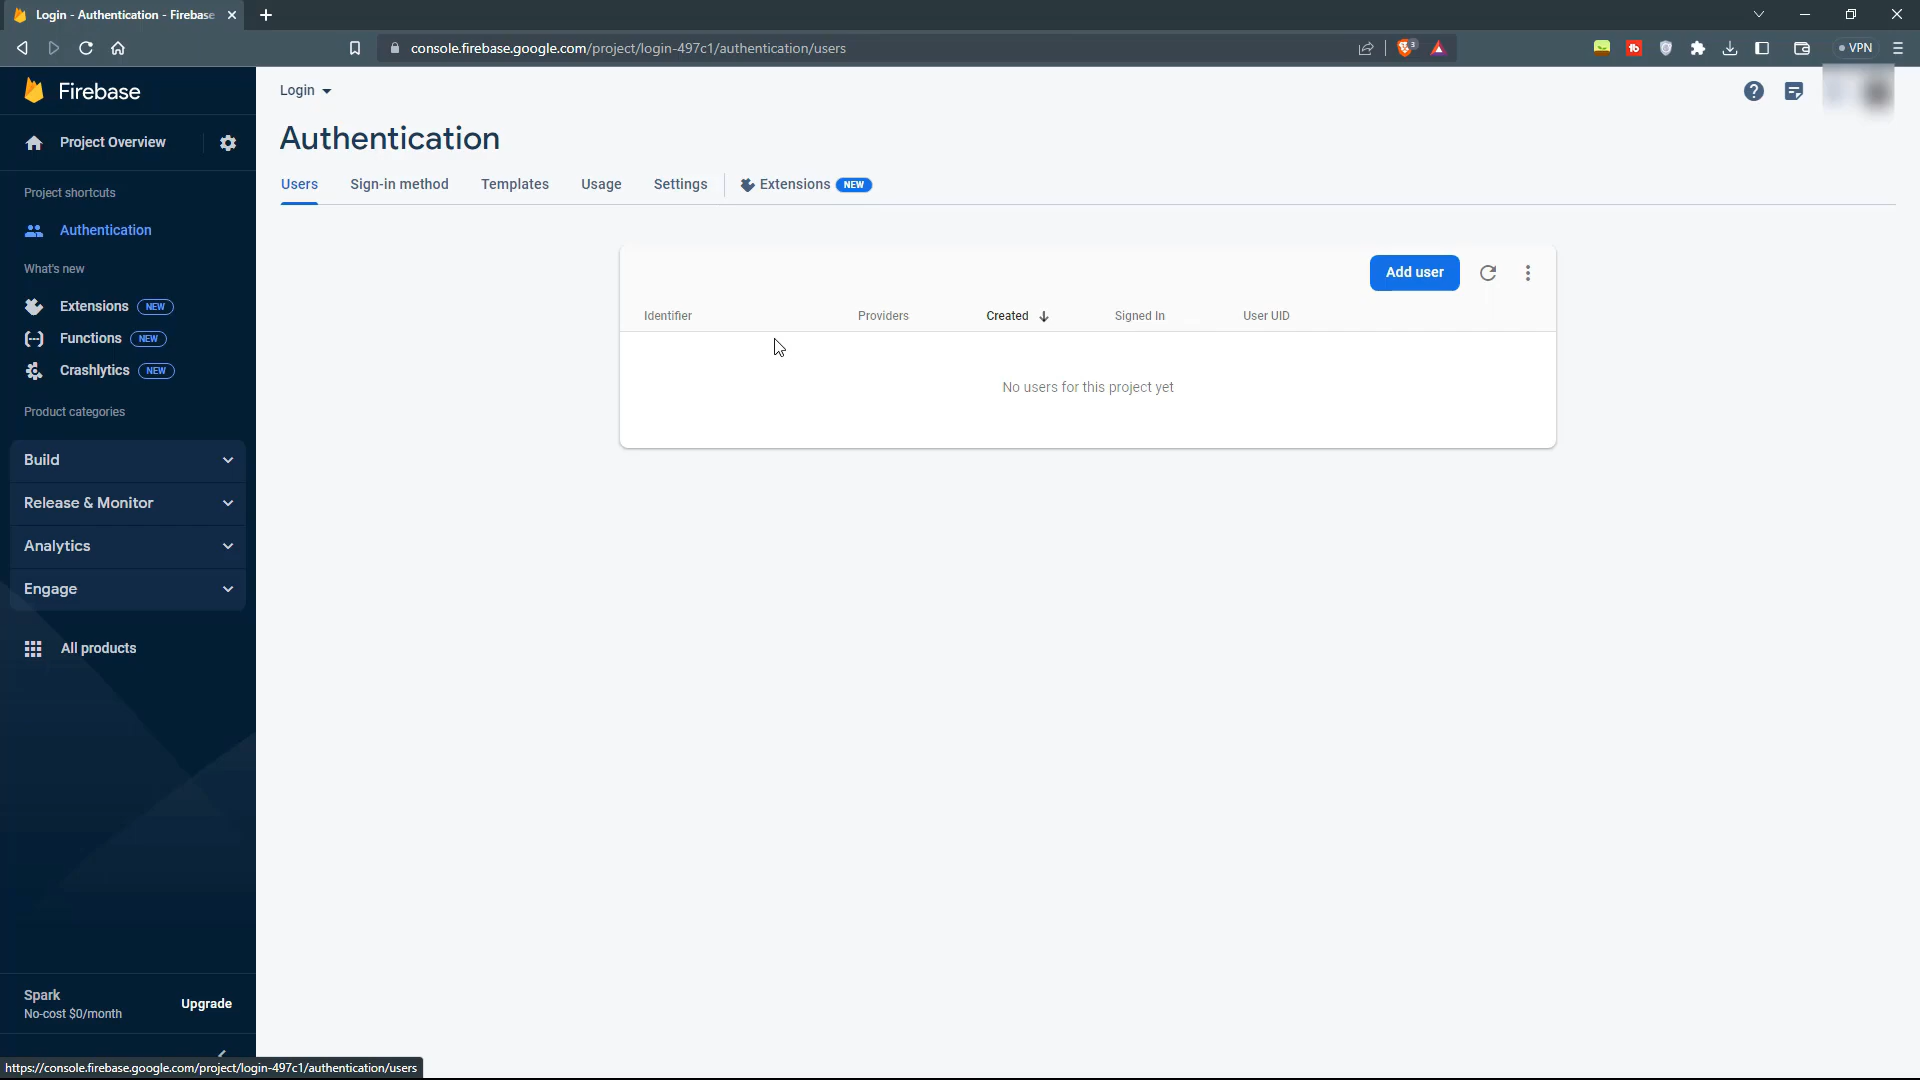 Login - Authentication - Firebase
console.firebase.google.com/project/login-497c1/authentication/users
3
VPN
Firebase
Login
Project Overview
Authentication
Users
Sign-in method
Templates
Usage
Settings
Extensions NEW
Project shortcuts
Authentication
What's new
Extensions NEW
Functions NEW
Crashlytics NEW
Product categories
Build
Release & Monitor
Analytics
Engage
All products
Add user
Identifier
Providers
Created
Signed In
User UID
No users for this project yet
Spark
No-cost $0/month
Upgrade
https://console.firebase.google.com/project/login-497c1/authentication/users